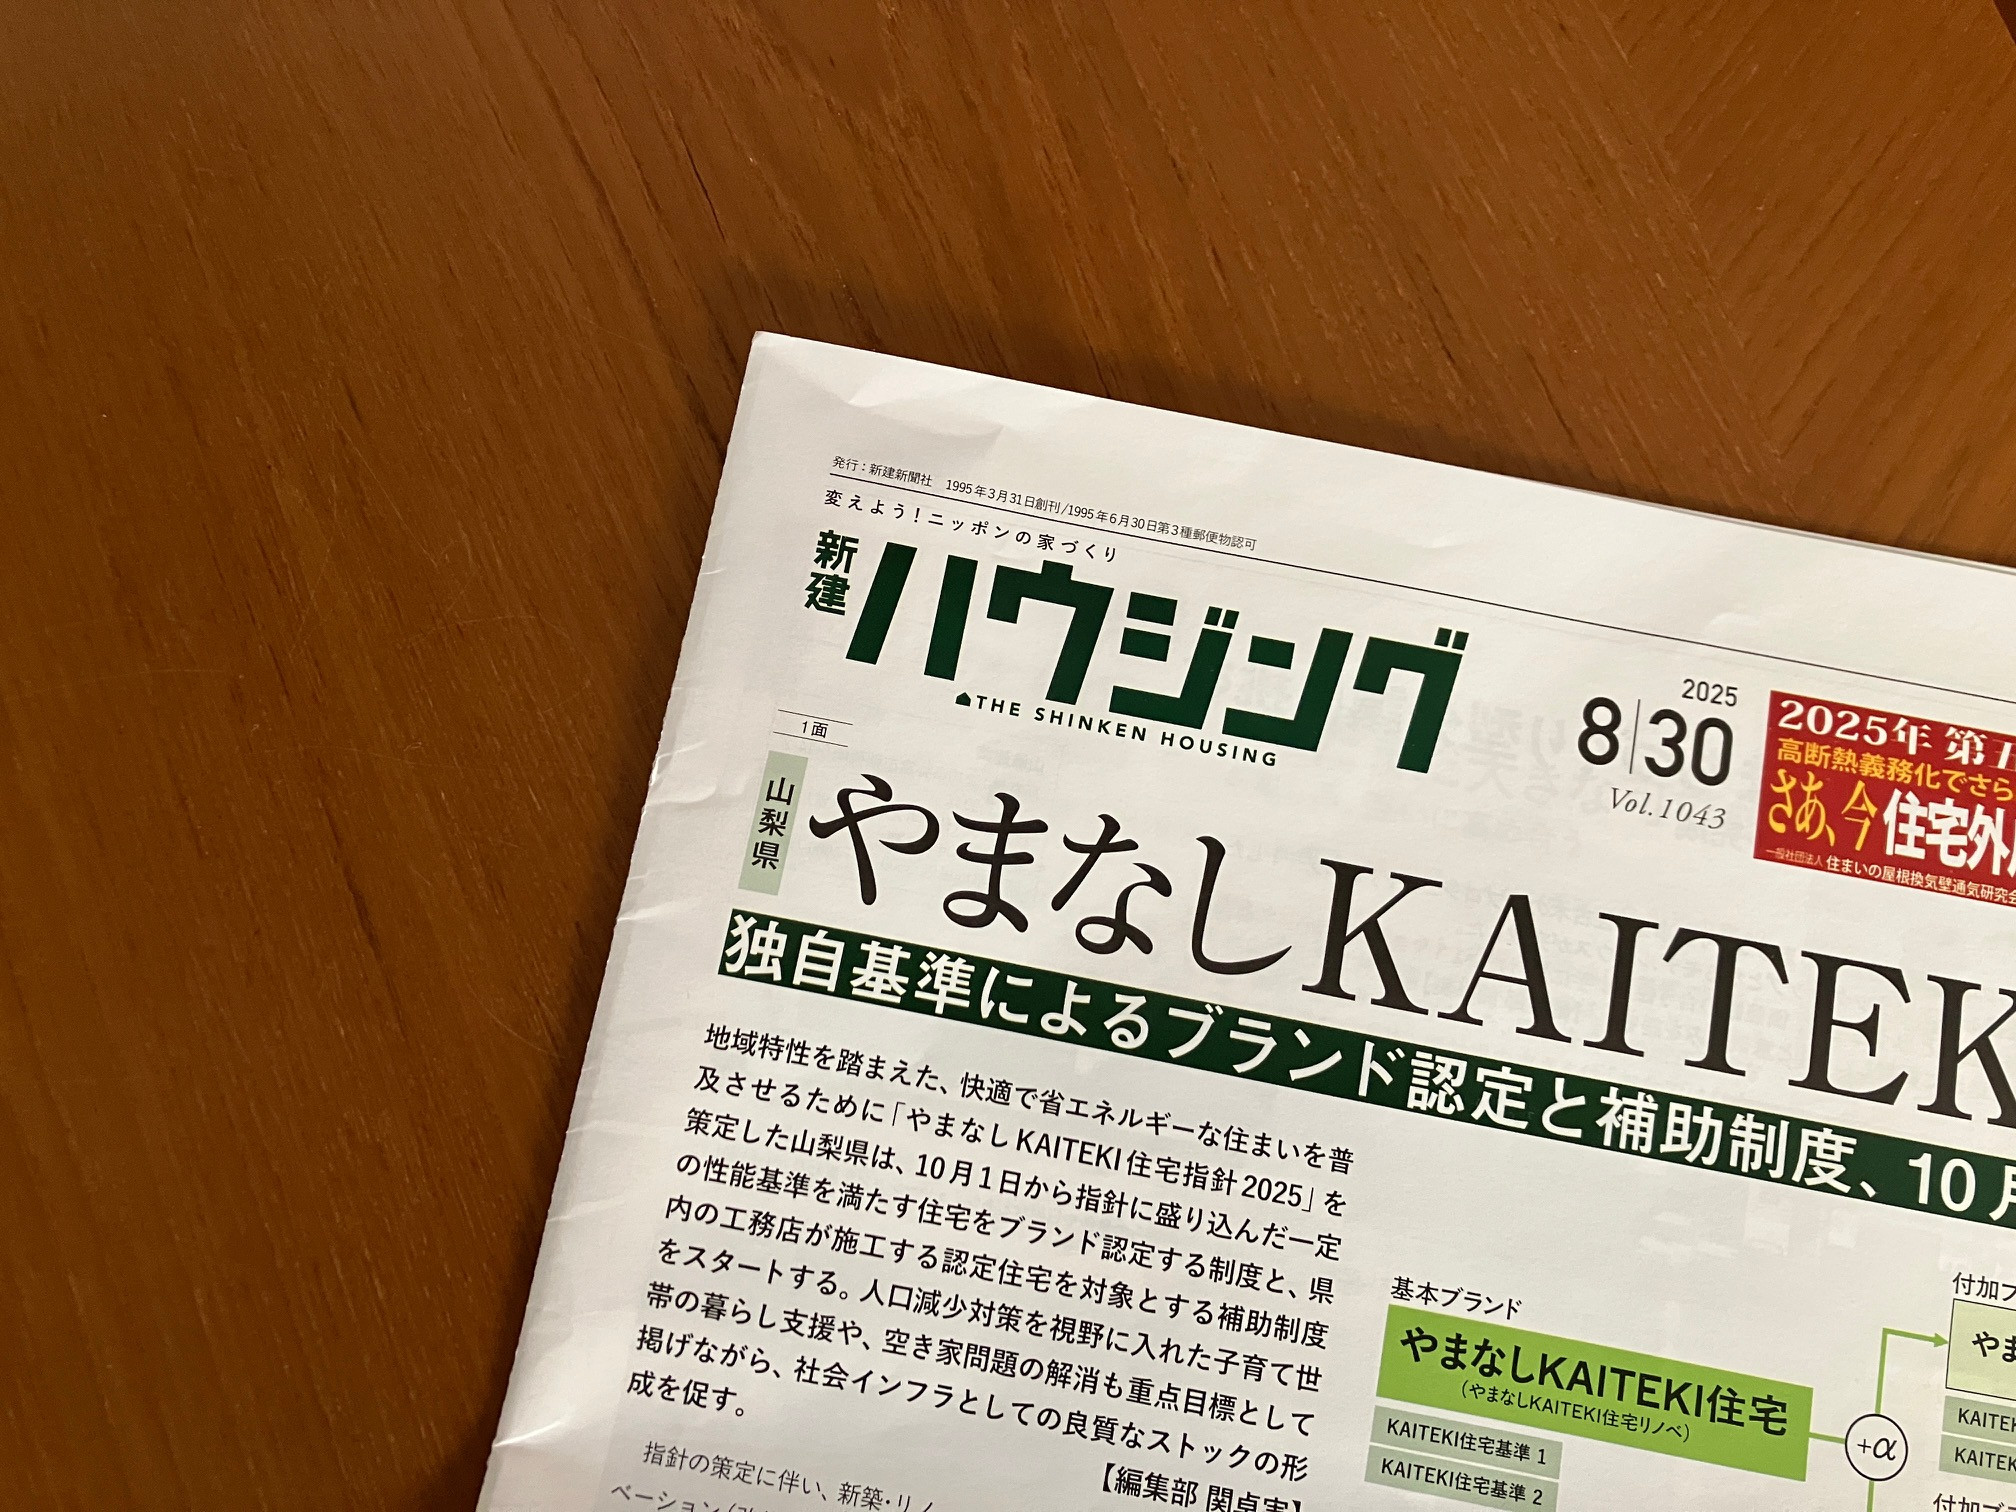 発行：新建新聞社　1995年3月31日創刊/1995年6月30日第3種郵便物認可
変えよう！ニッポンの家づくり
新建ハウジング
THE SHINKEN HOUSING
2025
8|30
Vol.1043
2025年 第五
高断熱義務化でさら
さあ、今 住宅外
一般社団法人 住まいの屋根換気壁通気研究会
1面
山梨県
やまなしKAITEK
独自基準によるブランド認定と補助制度、10月
地域特性を踏まえた、快適で省エネルギーな住まいを普
及させるために「やまなしKAITEKI住宅指針2025」を
策定した山梨県は、10月1日から指針に盛り込んだ一定
の性能基準を満たす住宅をブランド認定する制度と、県
内の工務店が施工する認定住宅を対象とする補助制度
をスタートする。人口減少対策を視野に入れた子育て世
帯の暮らし支援や、空き家問題の解消も重点目標として
掲げながら、社会インフラとしての良質なストックの形
成を促す。
【編集部 関卓実】
指針の策定に伴い、新築・リノ
ベーション
基本ブランド
やまなしKAITEKI住宅
（やまなしKAITEKI住宅リノベ）
KAITEKI住宅基準 1
KAITEKI住宅基準 2
+α
付加ブ
やま
KAITEK
KAITEK
付加ブ